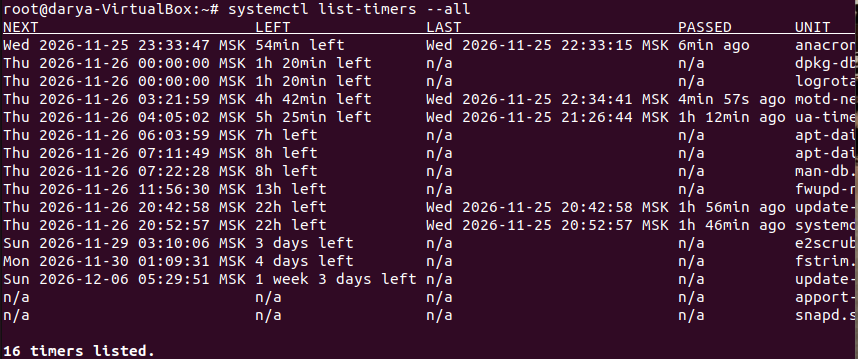 root@darya-VirtualBox:~# systemctl list-timers --all
NEXT LEFT LAST PASSED UNIT
Wed 2026-11-25 23:33:47 MSK 54min left Wed 2026-11-25 22:33:15 MSK 6min ago anacron
Thu 2026-11-26 00:00:00 MSK 1h 20min left n/a n/a dpkg-db
Thu 2026-11-26 00:00:00 MSK 1h 20min left n/a n/a logrota
Thu 2026-11-26 03:21:59 MSK 4h 42min left Wed 2026-11-25 22:34:41 MSK 4min 57s ago motd-ne
Thu 2026-11-26 04:05:02 MSK 5h 25min left Wed 2026-11-25 21:26:44 MSK 1h 12min ago ua-time
Thu 2026-11-26 06:03:59 MSK 7h left n/a n/a apt-dai
Thu 2026-11-26 07:11:49 MSK 8h left n/a n/a apt-dai
Thu 2026-11-26 07:22:28 MSK 8h left n/a n/a man-db.
Thu 2026-11-26 11:56:30 MSK 13h left n/a n/a fwupd-r
Thu 2026-11-26 20:42:58 MSK 22h left Wed 2026-11-25 20:42:58 MSK 1h 56min ago update-
Thu 2026-11-26 20:52:57 MSK 22h left Wed 2026-11-25 20:52:57 MSK 1h 46min ago systemd
Sun 2026-11-29 03:10:06 MSK 3 days left n/a n/a e2scrub
Mon 2026-11-30 01:09:31 MSK 4 days left n/a n/a fstrim.
Sun 2026-12-06 05:29:51 MSK 1 week 3 days left n/a n/a update-
n/a n/a n/a n/a apport-
n/a n/a n/a n/a snapd.s
16 timers listed.